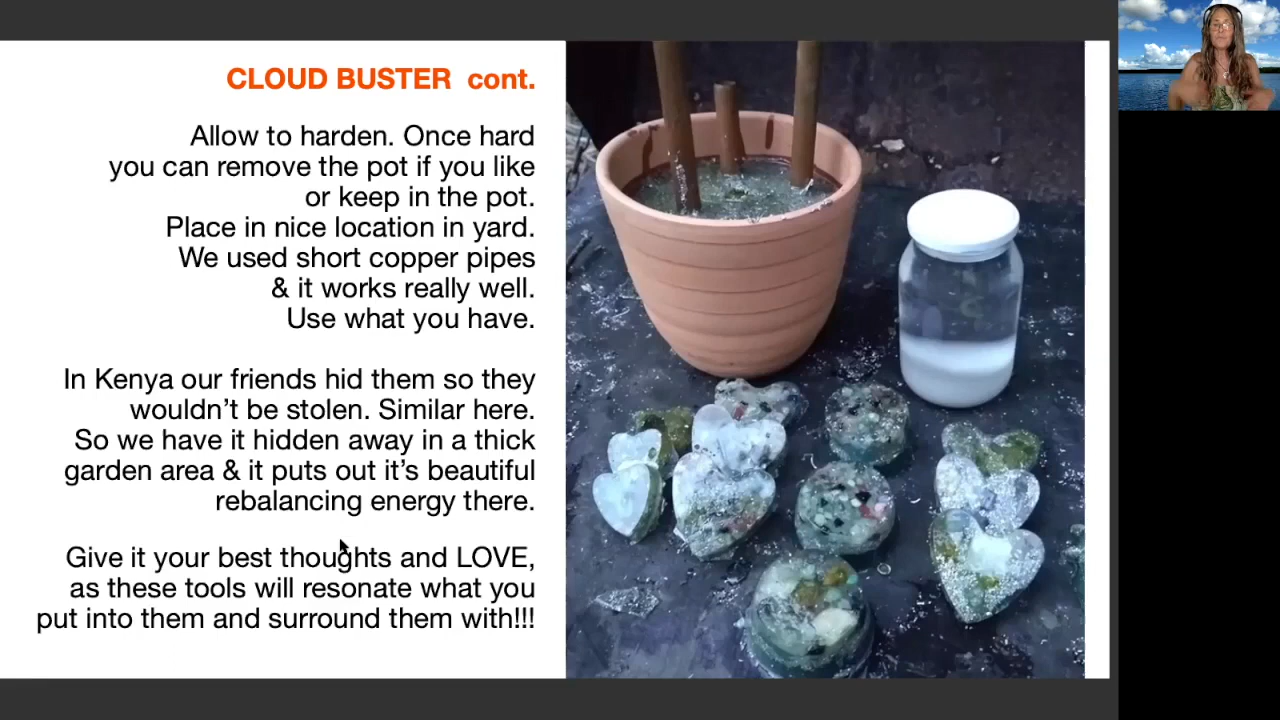 CLOUD BUSTER cont.
Allow to harden. Once hard
you can remove the pot if you like
or keep in the pot.
Place in nice location in yard.
We used short copper pipes
& it works really well.
Use what you have.
In Kenya our friends hid them so they
wouldn’t be stolen. Similar here.
So we have it hidden away in a thick
garden area & it puts out it’s beautiful
rebalancing energy there.
Give it your best thoughts and LOVE,
as these tools will resonate what you
put into them and surround them with!!!